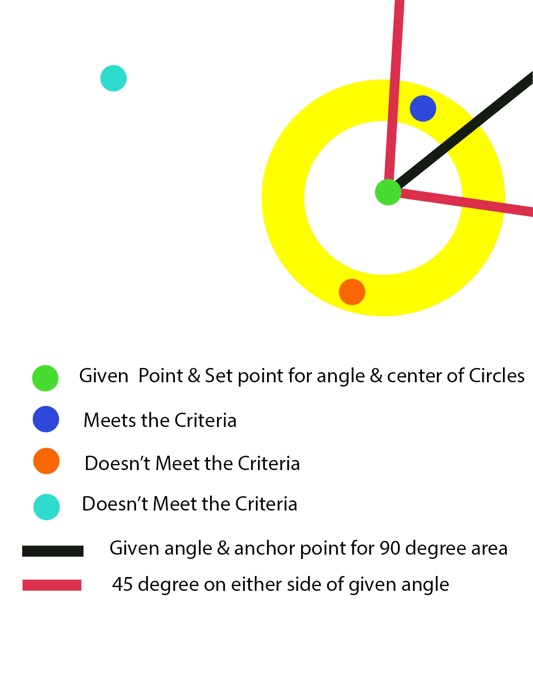 Given  Point & Set point for angle & center of Circles
Meets the Criteria
Doesn't Meet the Criteria
Doesn't Meet the Criteria
Given angle & anchor point for 90 degree area
45 degree on either side of given angle